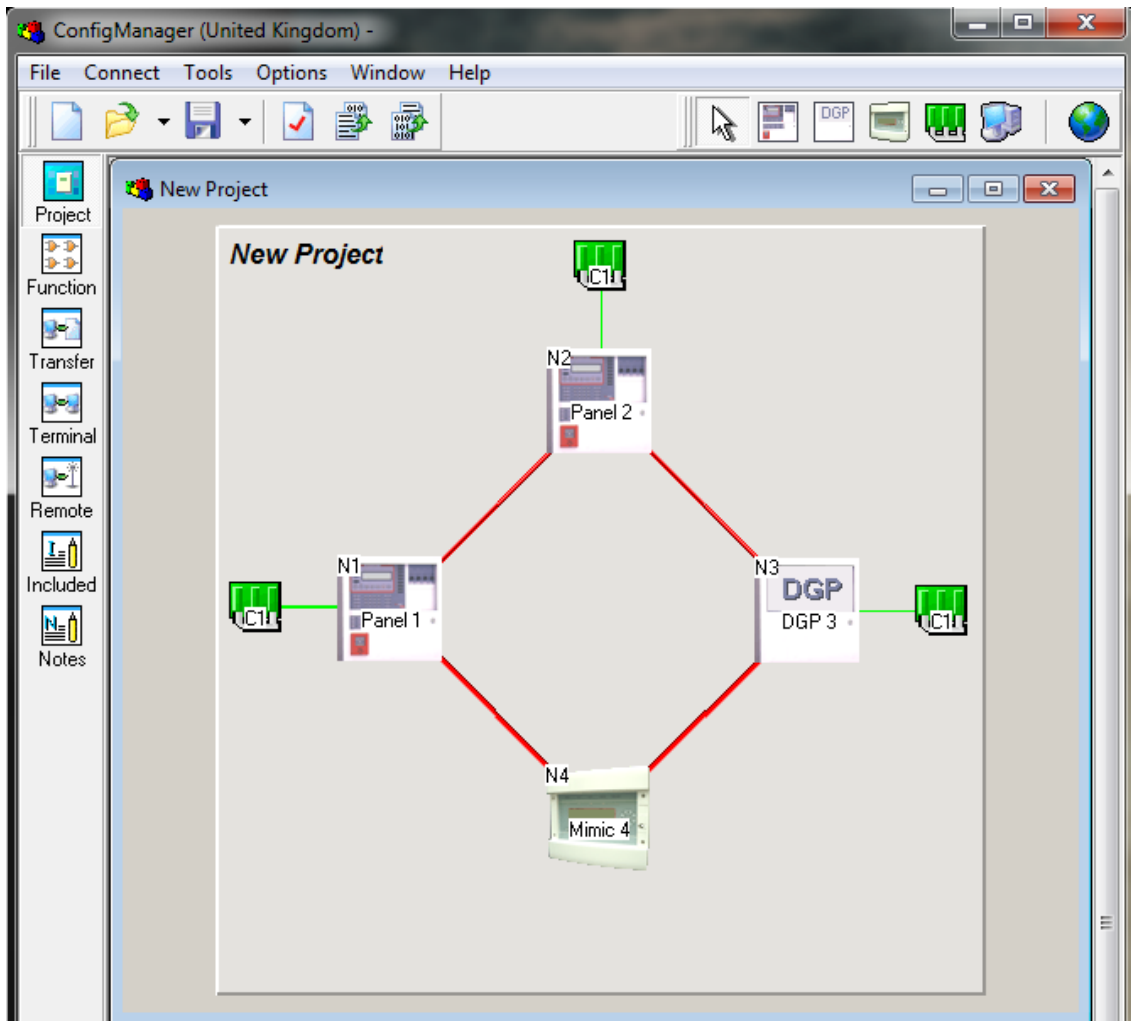 ConfigManager (United Kingdom) -
File Connect Tools Options Window Help
DGP
Project
Function
Transfer
Terminal
Remote
Included
Notes
New Project
New Project
C1
N2
Panel 2
N1
Panel 1
C1
N3
DGP
DGP 3
C1
N4
Mimic 4